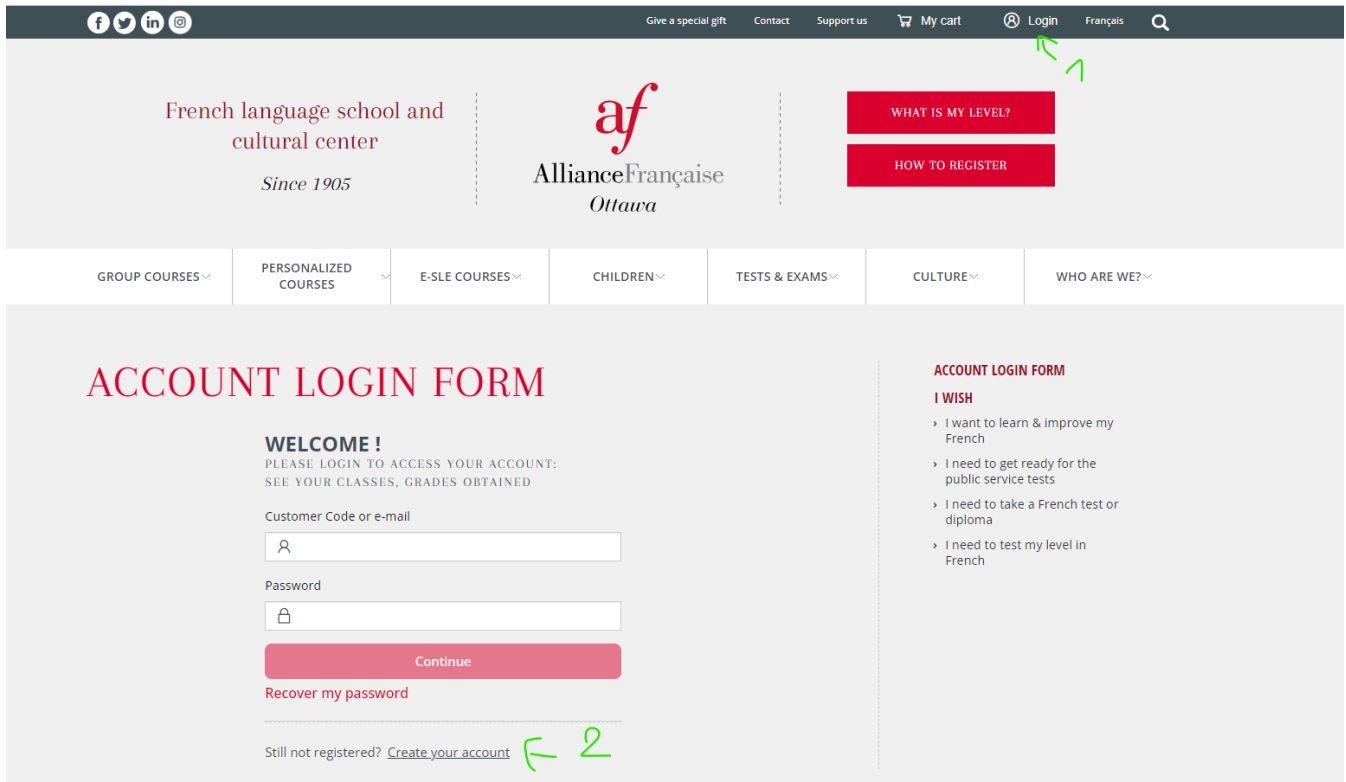 Give a special gift Contact Support us My cart Login Français
1
French language school and
cultural center
Since 1905
af
AllianceFrançaise
Ottawa
WHAT IS MY LEVEL?
HOW TO REGISTER
GROUP COURSES
PERSONALIZED
COURSES
E-SLE COURSES
CHILDREN
TESTS & EXAMS
CULTURE
WHO ARE WE?
ACCOUNT LOGIN FORM
WELCOME !
PLEASE LOGIN TO ACCESS YOUR ACCOUNT:
SEE YOUR CLASSES, GRADES OBTAINED
Customer Code or e-mail
Password
Continue
Recover my password
Still not registered? Create your account
2
ACCOUNT LOGIN FORM
I WISH
I want to learn & improve my
French
I need to get ready for the
public service tests
I need to take a French test or
diploma
I need to test my level in
French